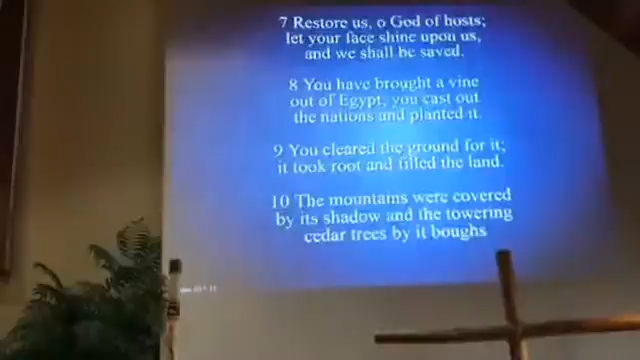 7 Restore us, o God of hosts;
let your face shine upon us,
and we shall be saved.
8 You have brought a vine
out of Egypt, you cast out
the nations and planted it.
9 You cleared the ground for it;
it took root and filled the land.
10 The mountains were covered
by its shadow and the towering
cedar trees by it boughs